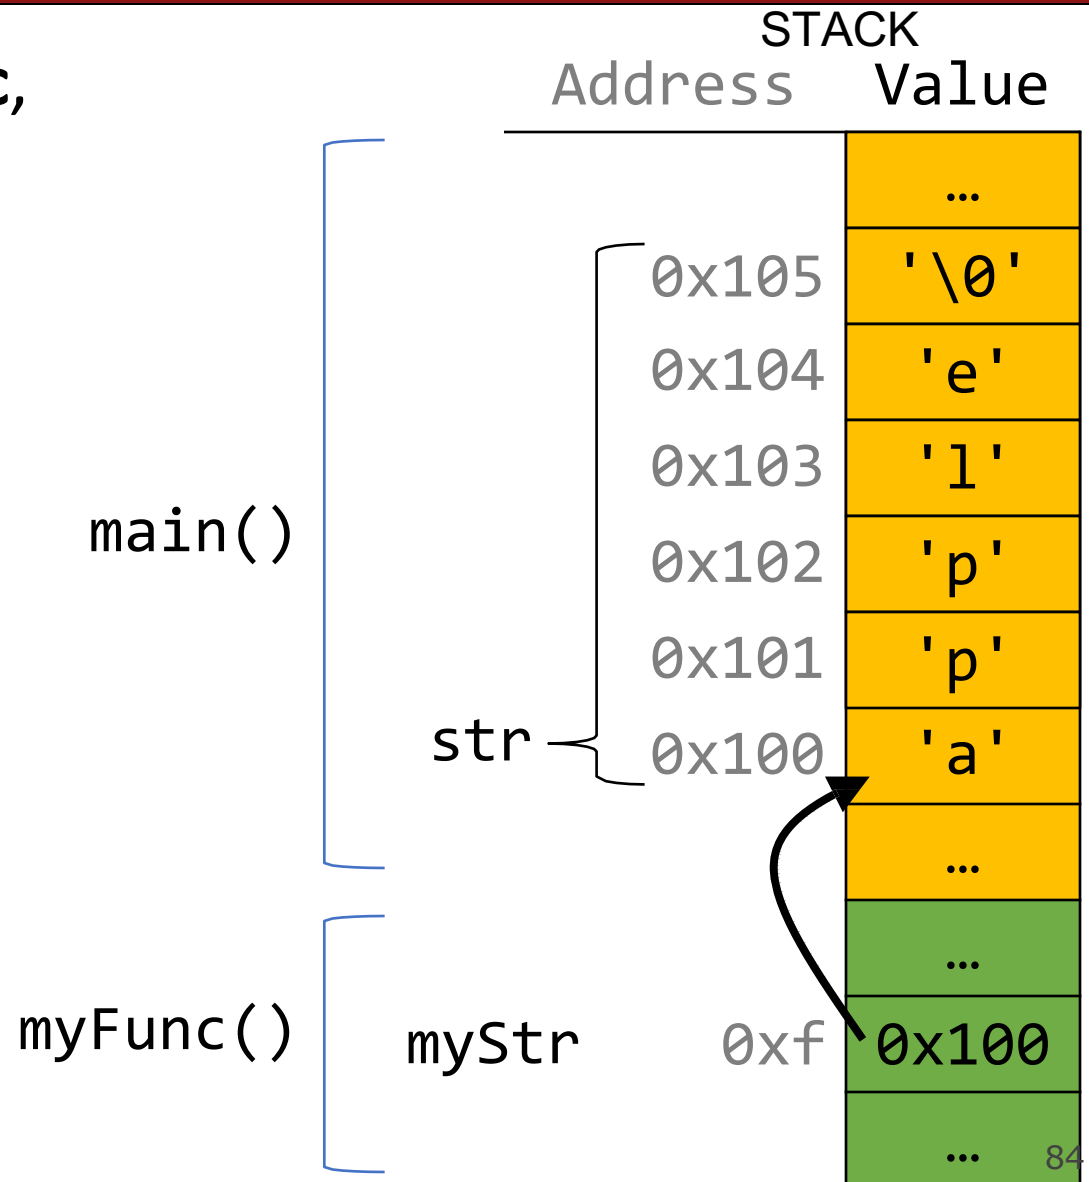 STACK
c,
Address Value
…
0x105 '\0'
0x104 'e'
0x103 'l'
main()
0x102 'p'
0x101 'p'
str 0x100 'a'
…
…
myFunc() myStr 0xf 0x100
… 84